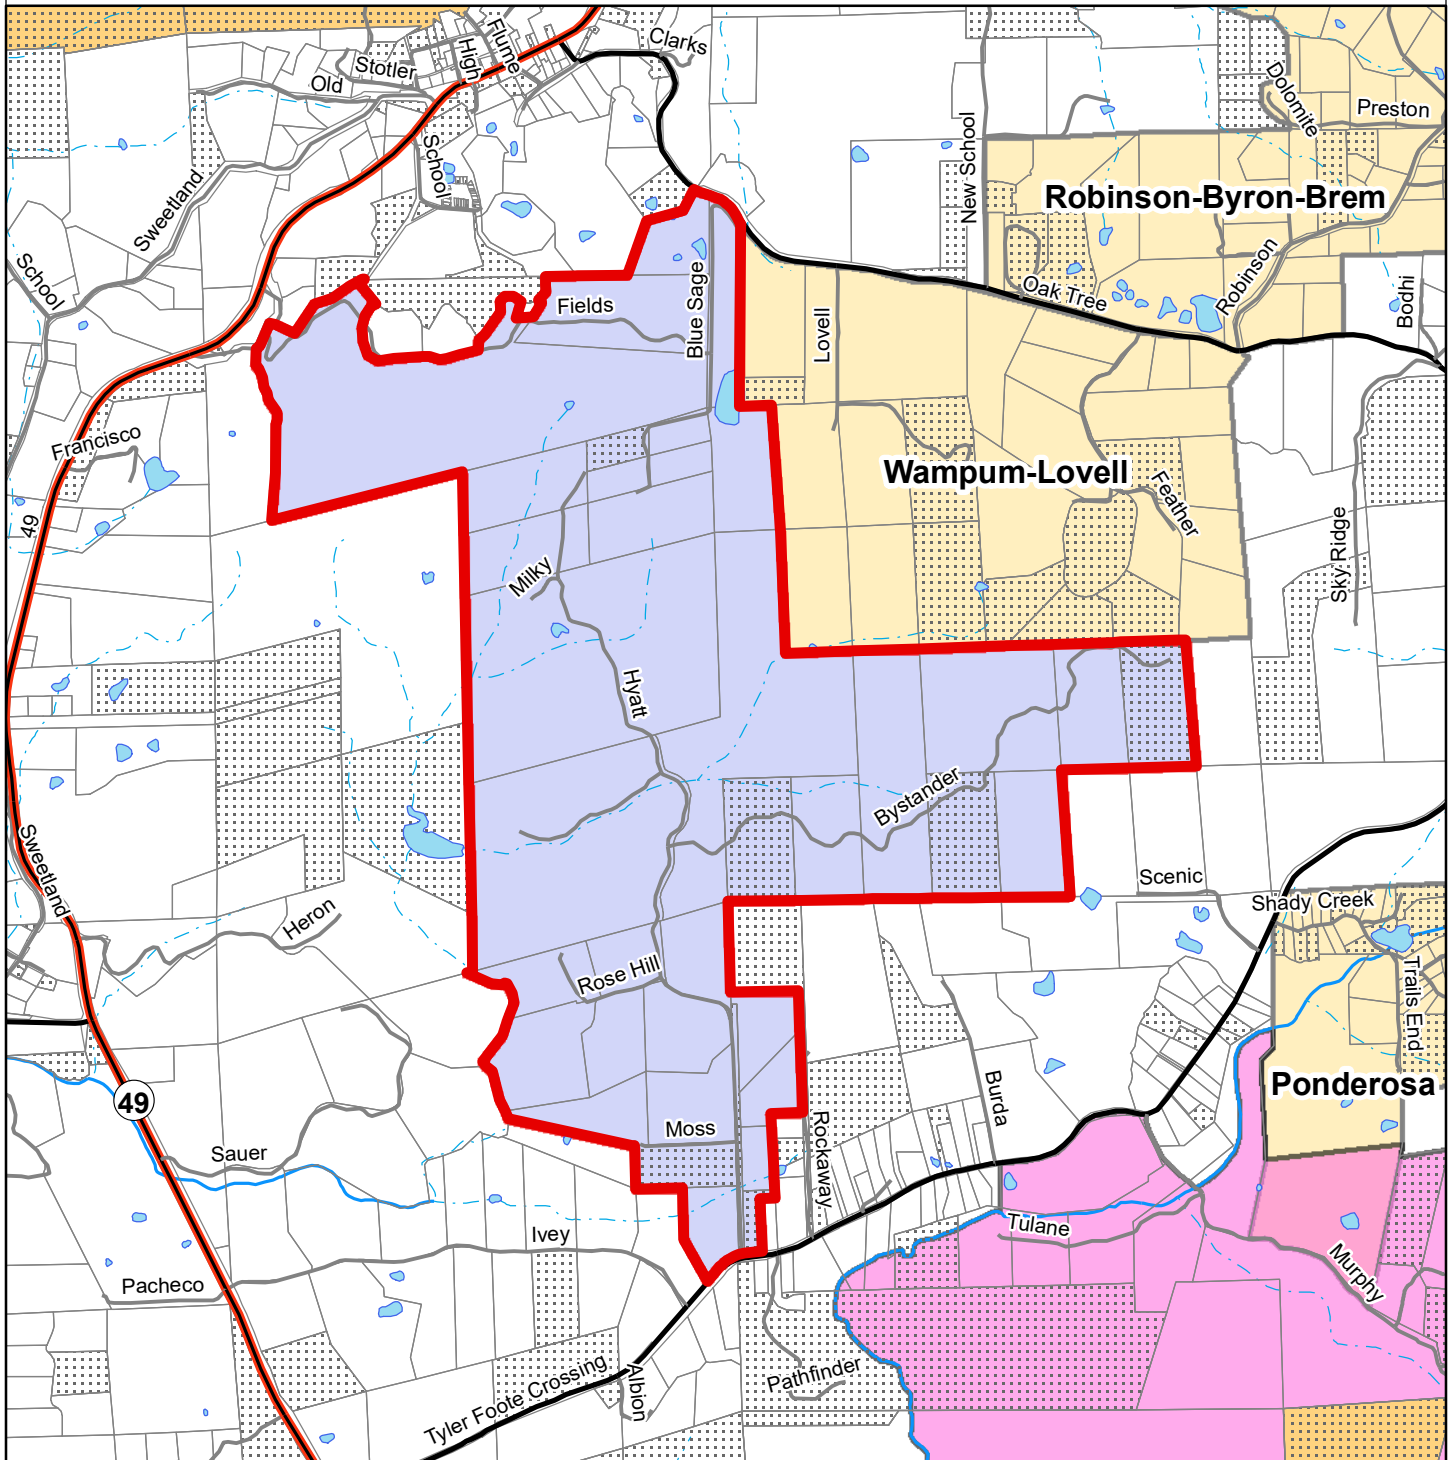 Flume
Clarks
High
Stotler
Old
Dolomite
Preston
School
New School
Sweetland
Robinson-Byron-Brem
School
Blue Sage
Fields
Oak Tree
Robinson
Bodhi
Lovell
Francisco
Wampum-Lovell
Feather
49
Sky Ridge
Milky
Hyatt
Bystander
Sweetland
Scenic
Shady Creek
Heron
Rose Hill
Trails End
Ponderosa
49
Burda
Moss
Rockaway
Sauer
Ivey
Tulane
Pacheco
Murphy
Pathfinder
Albion
Tyler Foote Crossing